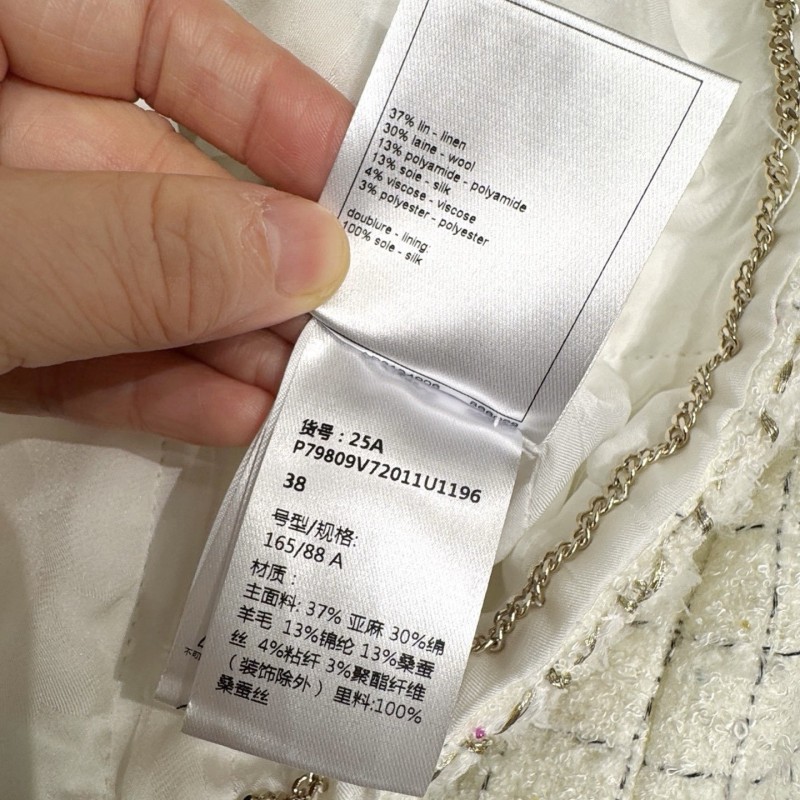 37% lin - linen
30% laine - wool
13% polyamide - polyamide
13% soie - silk
4% viscose - viscose
3% polyester - polyester
doublure - lining:
100% soie - silk
货号：25A
P79809V72011U1196
38
号型/规格:
165/88 A
材质：
主面料: 37% 亚麻 30%绵
羊毛 13%锦纶 13%桑蚕
丝 4%粘纤 3%聚酯纤维
（装饰除外）里料:100%
桑蚕丝
不可